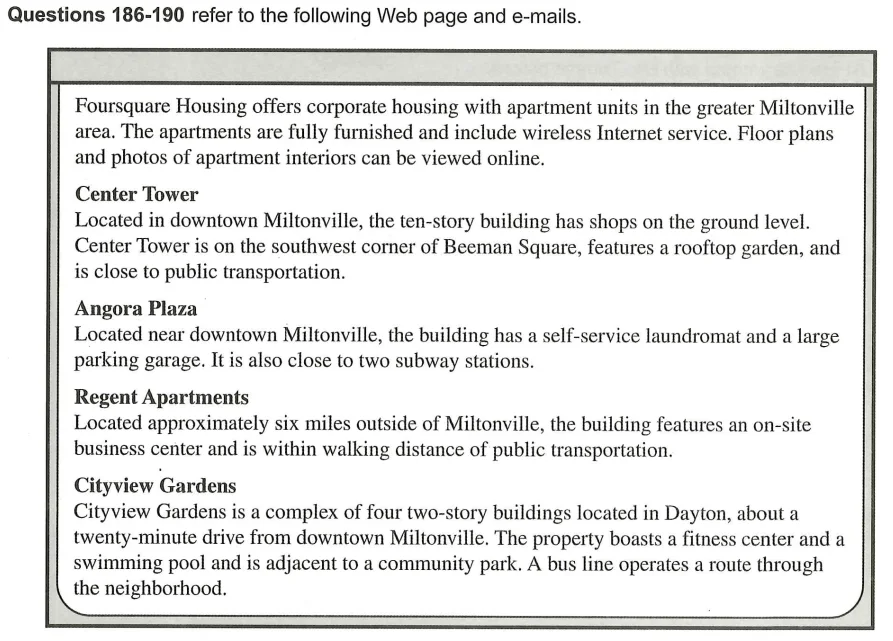 Questions 186-190 refer to the following Web page and e-mails.
Foursquare Housing offers corporate housing with apartment units in the greater Miltonville
area. The apartments are fully furnished and include wireless Internet service. Floor plans
and photos of apartment interiors can be viewed online.
Center Tower
Located in downtown Miltonville, the ten-story building has shops on the ground level.
Center Tower is on the southwest corner of Beeman Square, features a rooftop garden, and
is close to public transportation.
Angora Plaza
Located near downtown Miltonville, the building has a self-service laundromat and a large
parking garage. It is also close to two subway stations.
Regent Apartments
Located approximately six miles outside of Miltonville, the building features an on-site
business center and is within walking distance of public transportation.
Cityview Gardens
Cityview Gardens is a complex of four two-story buildings located in Dayton, about a
twenty-minute drive from downtown Miltonville. The property boasts a fitness center and a
swimming pool and is adjacent to a community park. A bus line operates a route through
the neighborhood.